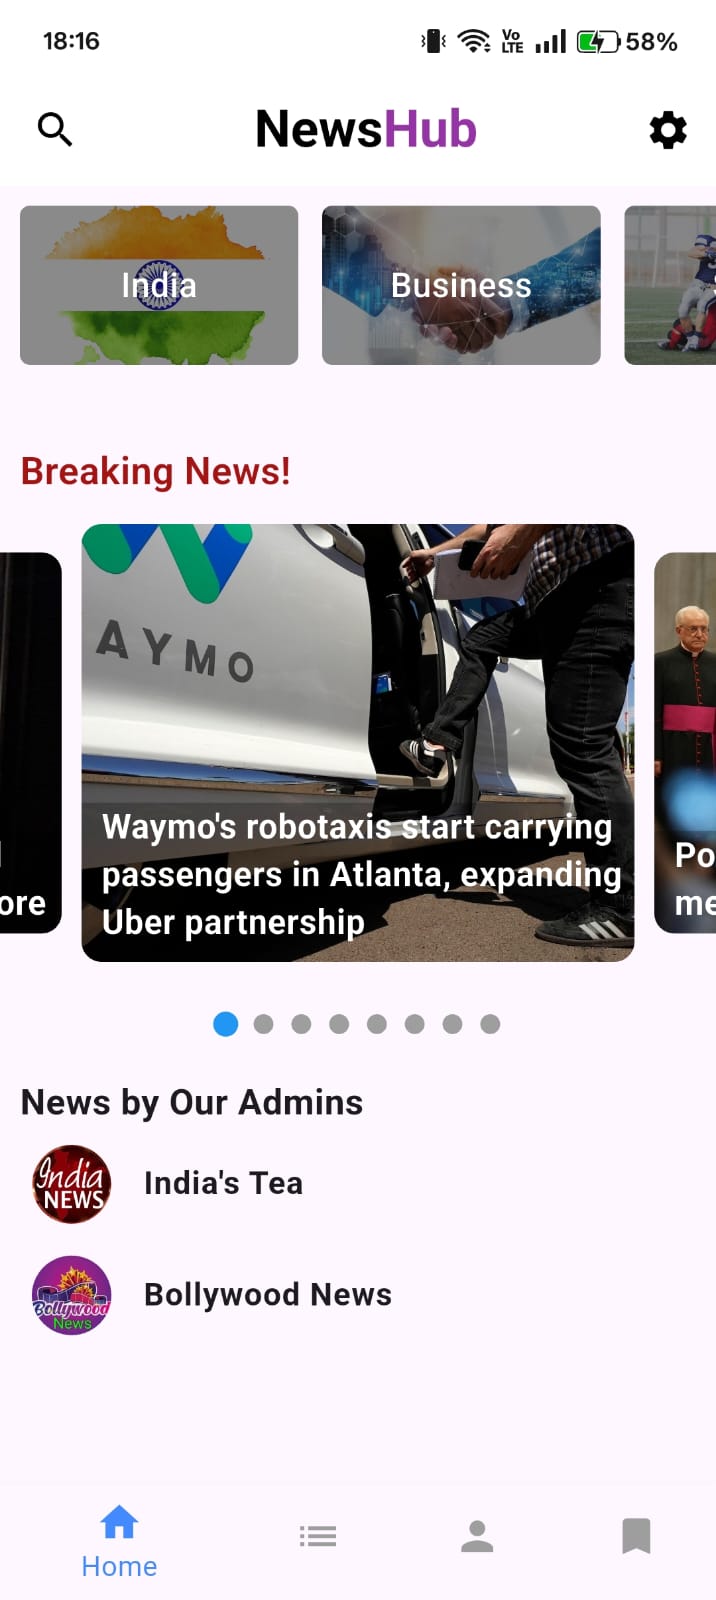 18:16
Vo
LTE
58%
NewsHub
India
Business
Breaking News!
AYMO
Waymo's robotaxis start carrying
passengers in Atlanta, expanding
Uber partnership
ore
Po
me
News by Our Admins
India
NEWS
India's Tea
Bollywood
News
Bollywood News
Home